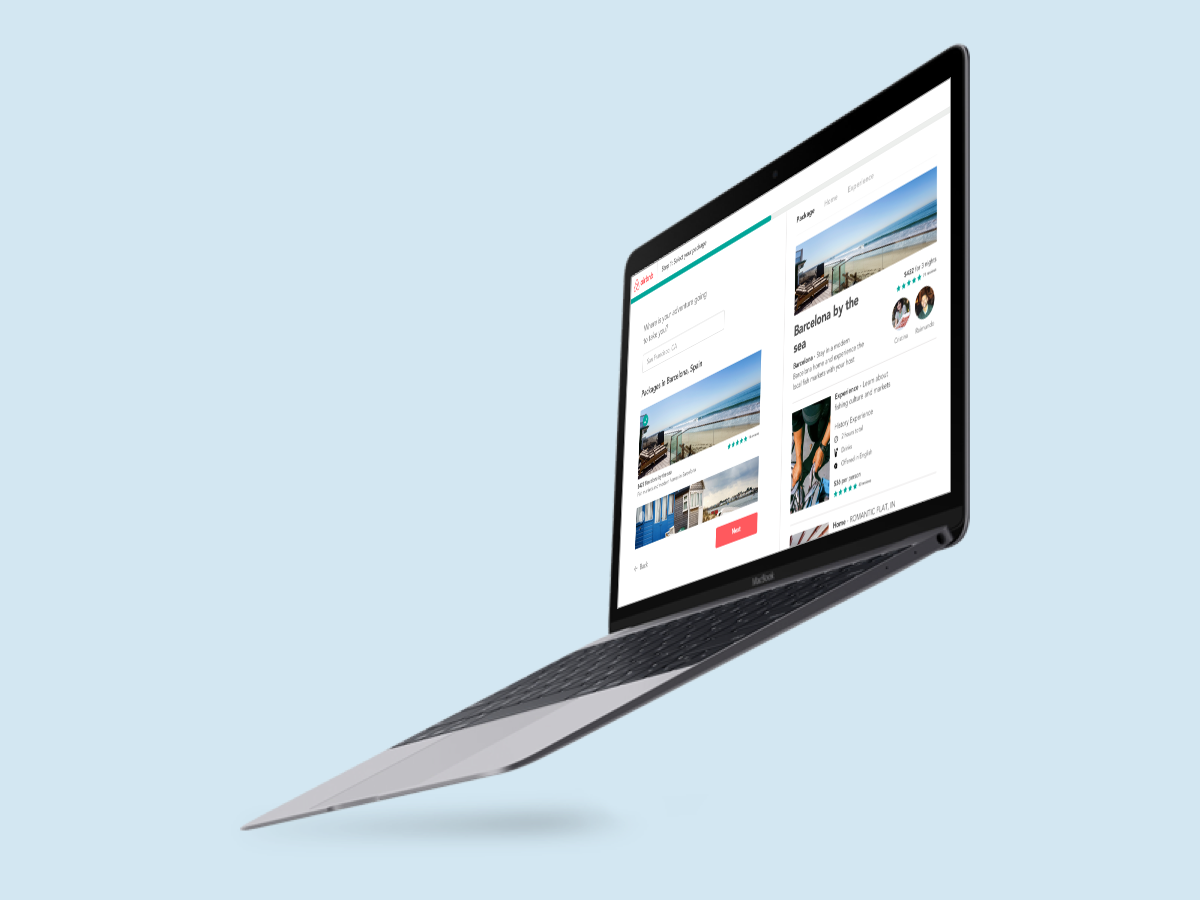 airbnb
Step 1: Select your package
Where is your adventure going
to take you?
San Francisco, CA
Packages in Barcelona, Spain
$422 Barcelona by the sea
Next
Back
Package
Home
Experience
$422 for 3 nights
Barcelona by the
sea
Raimundo
Barcelona - Stay in a modern
Barcelona home and experience the
local fish markets with your host
Experience - Learn about
fishing culture and markets
History Experience
2 hours total
Drinks
Offered in English
$36 per person
Home - ROMANTIC FLAT, IN
MacBook